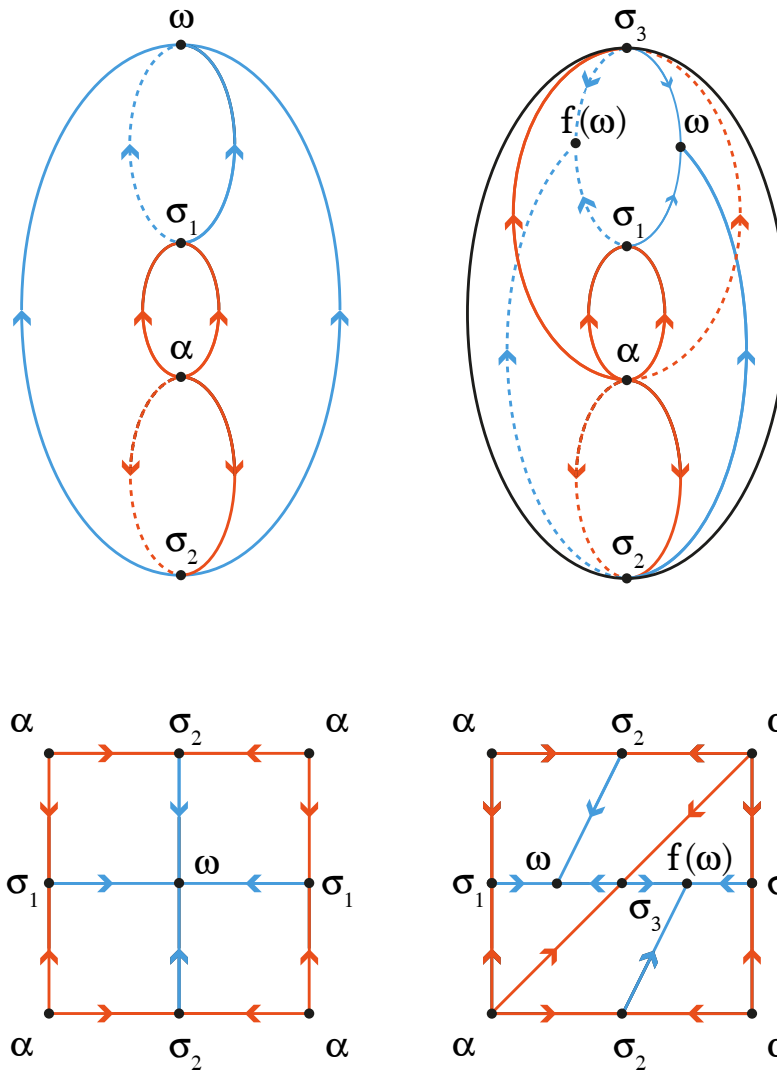 ω σ₃
f(ω) ω
σ₁ σ₁
α α
σ₂ σ₂
α σ₂ α α σ₂
σ₁ ω σ₁ σ₁ ω σ₃ f(ω)
α σ₂ α α σ₂